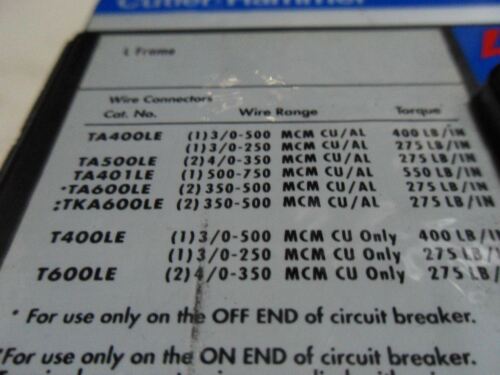 Cutler-Hammer
L Frame
Wire Connectors
Cat. No. Wire Range Torque
TA400LE (1)3/0-500 MCM CU/AL 400 LB/IN
(1)3/0-250 MCM CU/AL 275 LB/IN
TA500LE (2)4/0-350 MCM CU/AL 275 LB/IN
TA401LE (1)500-750 MCM CU/AL 550 LB/IN
*TA600LE (2)350-500 MCM CU/AL 275 LB/IN
‡TKA600LE (2)350-500 MCM CU/AL 275 LB/IN
T400LE (1)3/0-500 MCM CU Only 400 LB/IN
(1)3/0-250 MCM CU Only 275 LB/I
T600LE (2)4/0-350 MCM CU Only 275 LB/
* For use only on the OFF END of circuit breaker.
‡For use only on the ON END of circuit breaker.